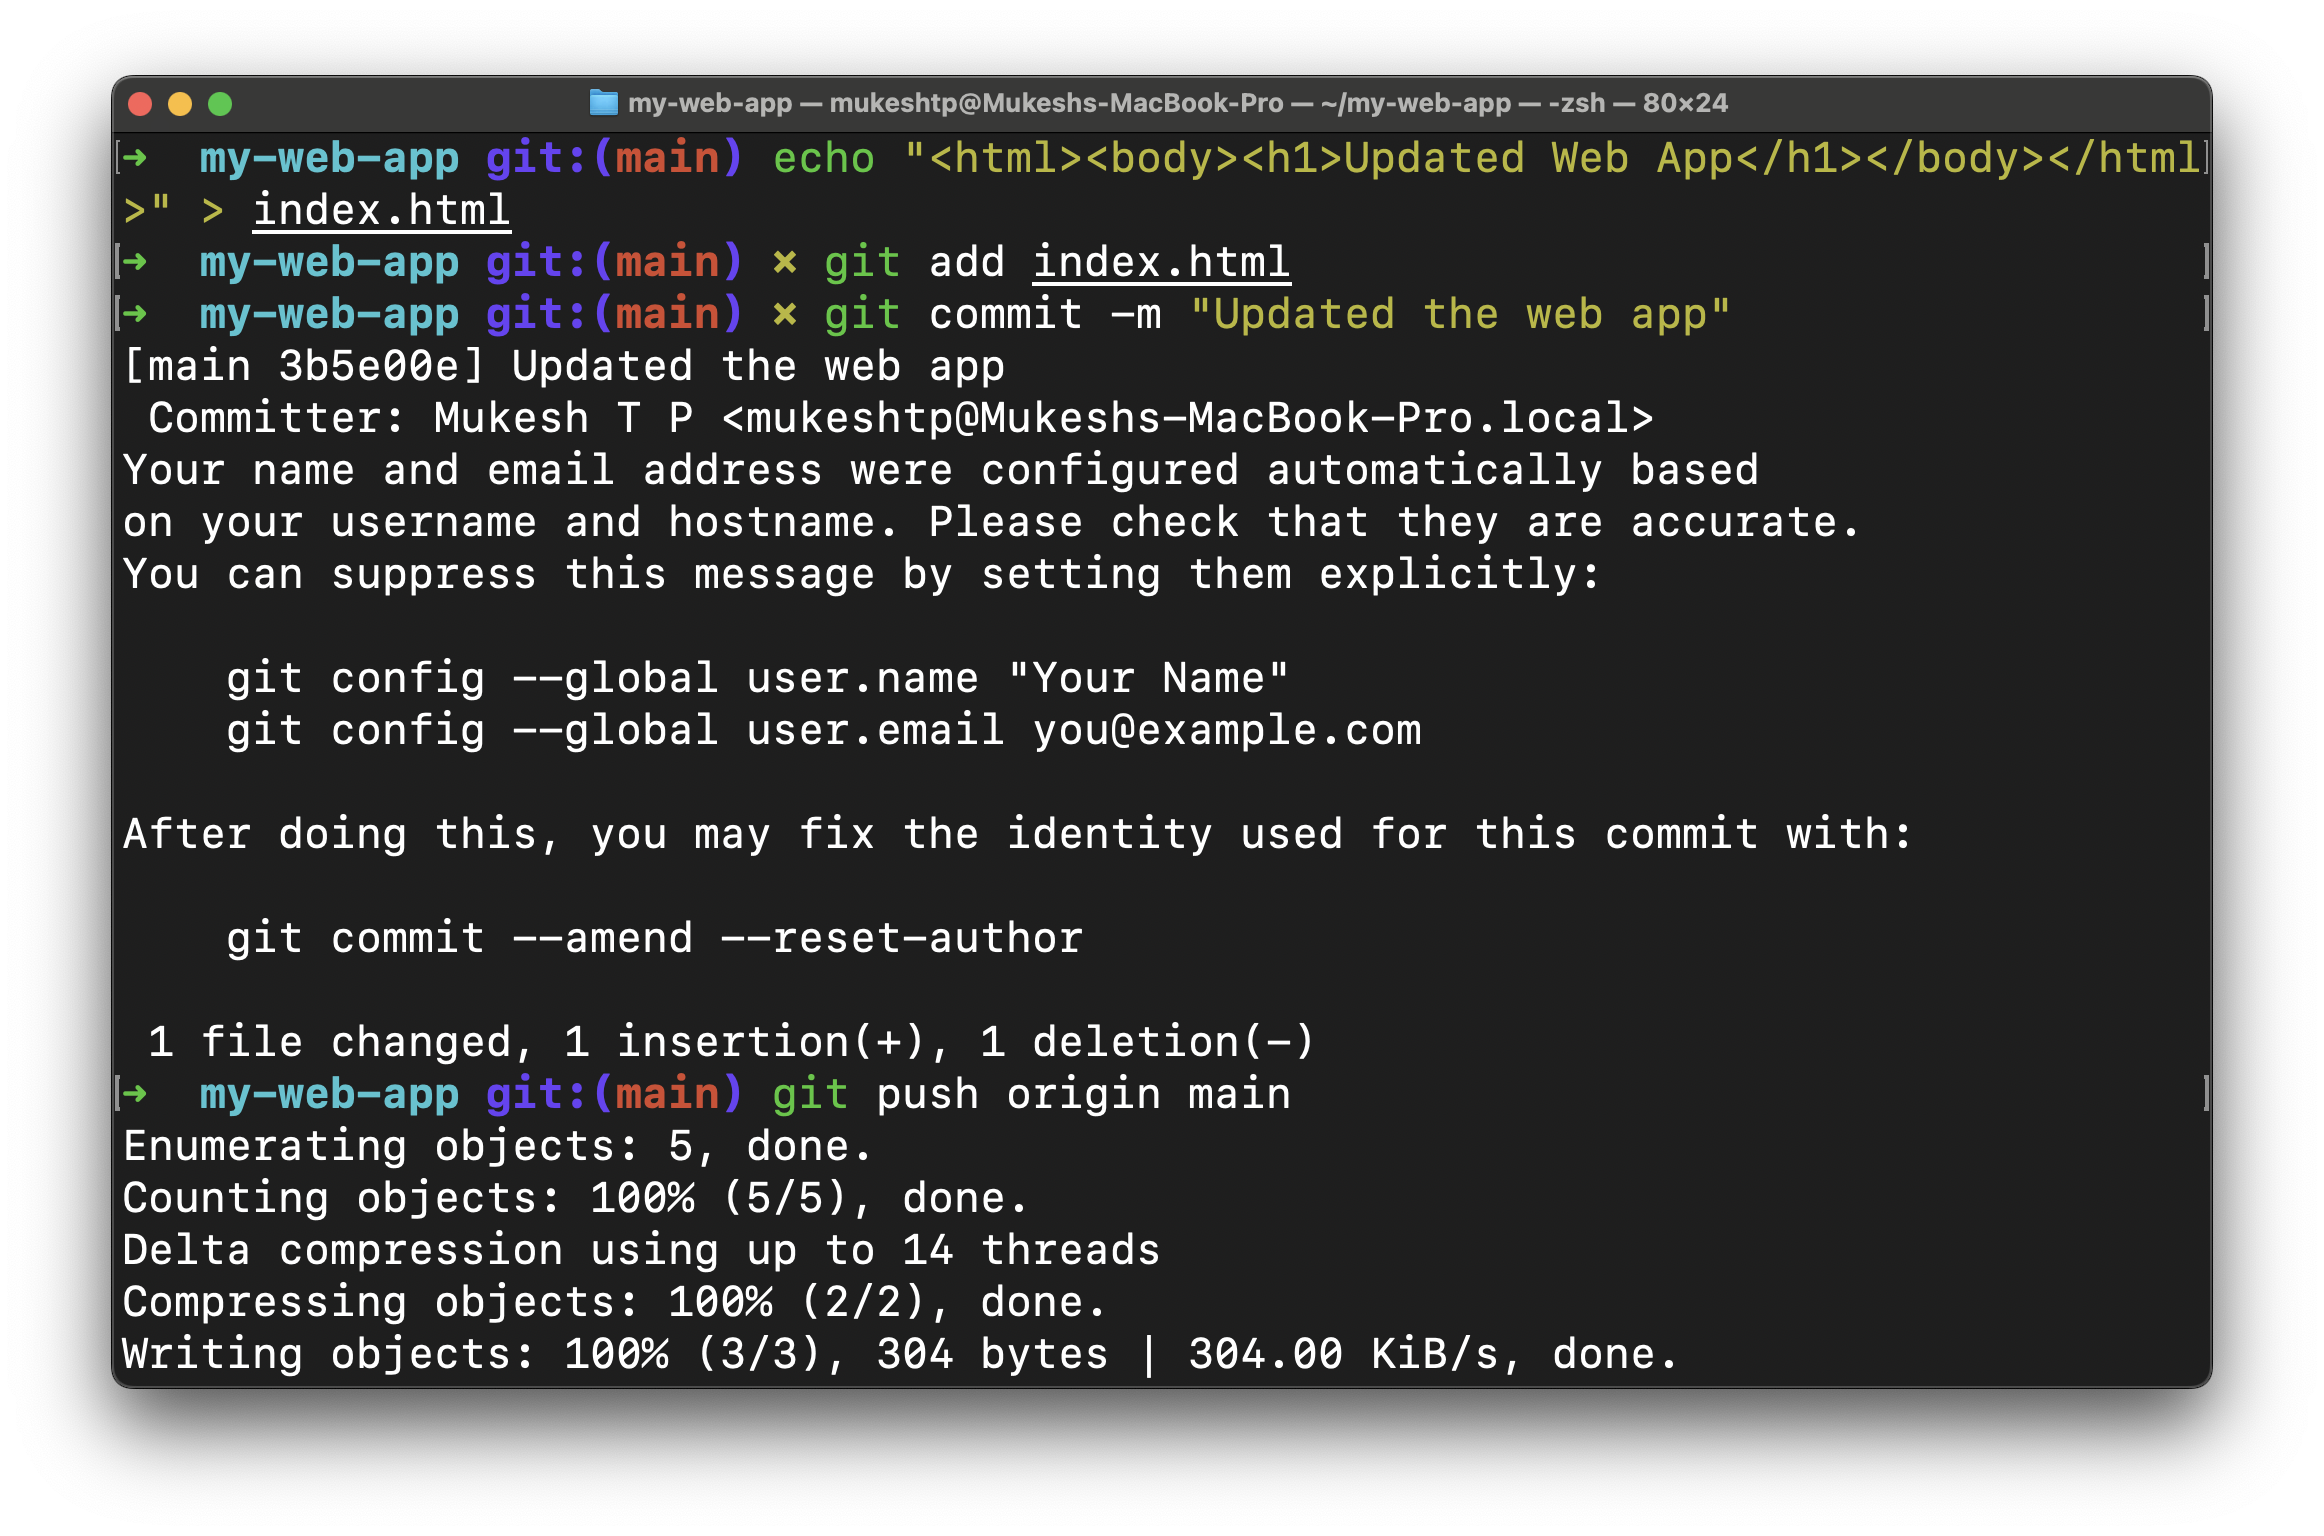 my-web-app — mukeshtp@Mukeshs-MacBook-Pro — ~/my-web-app — -zsh — 80×24
[➜  my-web-app git:(main) echo "<html><body><h1>Updated Web App</h1></body></html]
>" > index.html
[➜  my-web-app git:(main) × git add index.html ]
[➜  my-web-app git:(main) × git commit -m "Updated the web app" ]
[main 3b5e00e] Updated the web app
 Committer: Mukesh T P <mukeshtp@Mukeshs-MacBook-Pro.local>
Your name and email address were configured automatically based
on your username and hostname. Please check that they are accurate.
You can suppress this message by setting them explicitly:

    git config --global user.name "Your Name"
    git config --global user.email you@example.com

After doing this, you may fix the identity used for this commit with:

    git commit --amend --reset-author

 1 file changed, 1 insertion(+), 1 deletion(-)
[➜  my-web-app git:(main) git push origin main ]
Enumerating objects: 5, done.
Counting objects: 100% (5/5), done.
Delta compression using up to 14 threads
Compressing objects: 100% (2/2), done.
Writing objects: 100% (3/3), 304 bytes | 304.00 KiB/s, done.